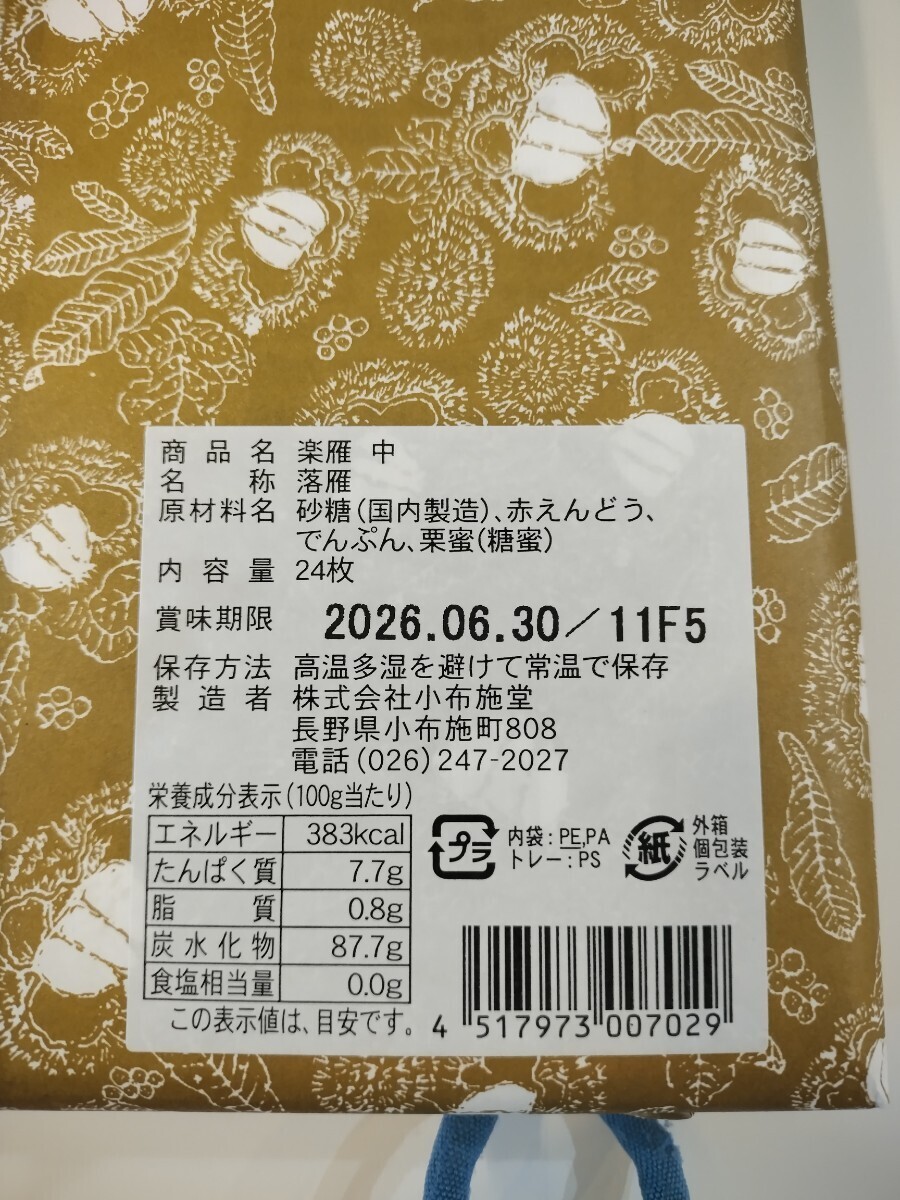 商品名 楽雁 中
名称 落雁
原材料名 砂糖(国内製造)、赤えんどう、
でんぷん、栗蜜(糖蜜)
内容量 24枚
賞味期限 2026.06.30/11F5
保存方法 高温多湿を避けて常温で保存
製造者 株式会社小布施堂
長野県小布施町808
電話(026)247-2027
栄養成分表示(100g当たり)
エネルギー 383kcal
たんぱく質 7.7g
脂質 0.8g
炭水化物 87.7g
食塩相当量 0.0g
この表示値は、目安です。
プラ
内袋:PE,PA
トレー:PS
紙
外箱
個包装
ラベル
4 517973 007029